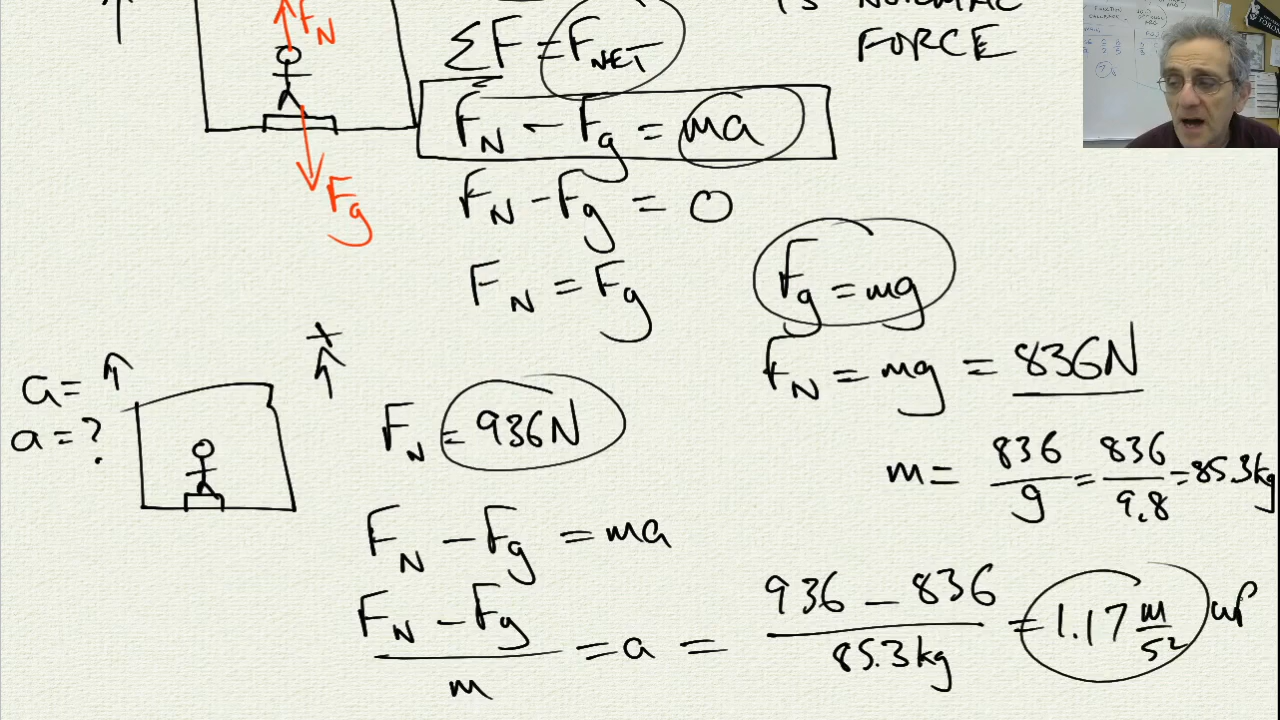 IS NORMAL
FORCE
F_N
ΣF = F_NET
F_N - F_g = ma
F_g
F_N - F_g = 0
F_N = F_g
F_g = mg
F_N = mg = 836N
+
a = ↑
a = ?
F_N = 936N
m = 836/g = 836/9.8 = 85.3kg
F_N - F_g = ma
(F_N - F_g)/m = a = (936 - 836)/85.3kg = 1.17 m/s² up